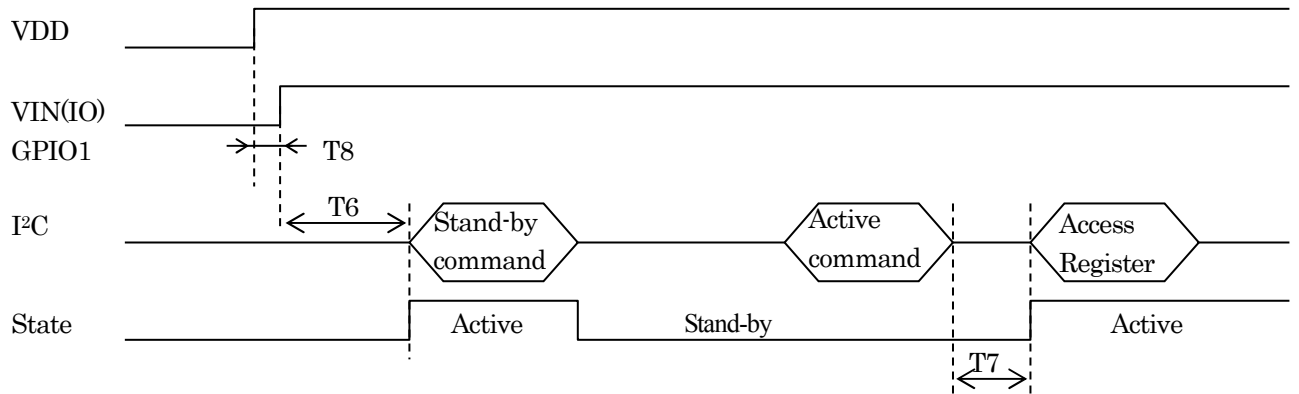 VDD
VIN(IO)
GPIO1
T8
T6
I²C
Stand-by
command
Active
command
Access
Register
State
Active
Stand-by
Active
T7